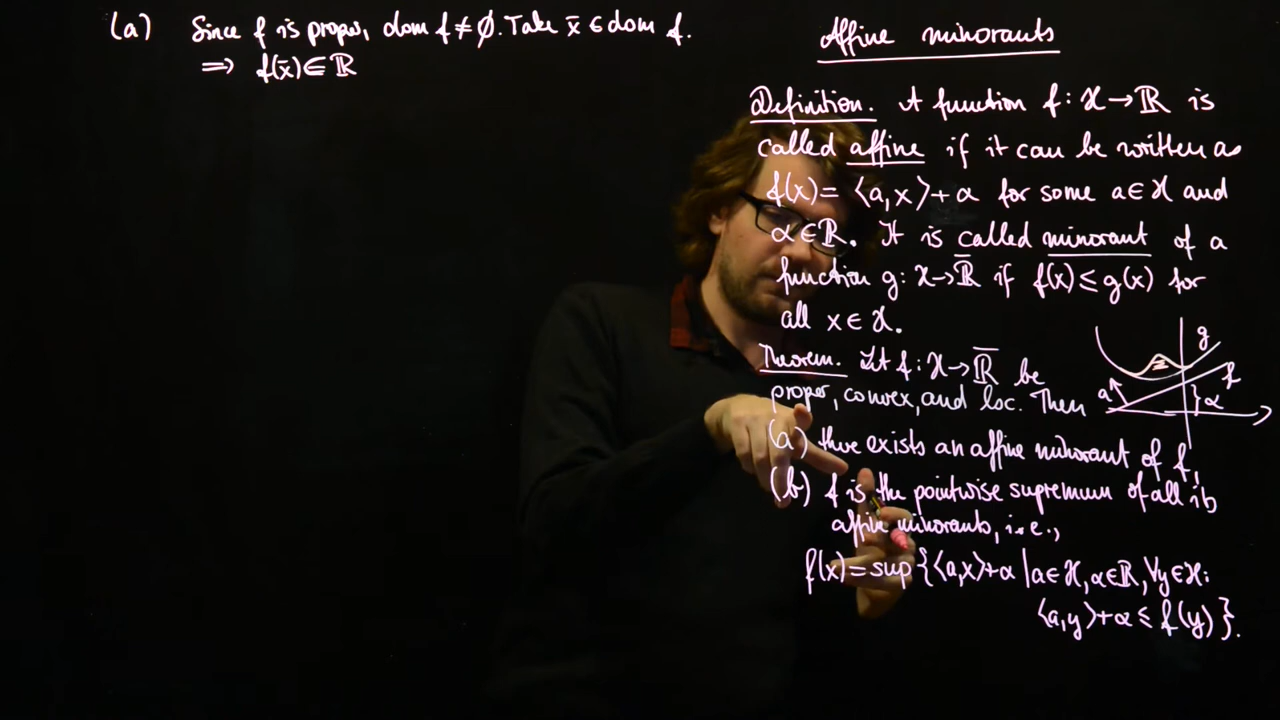 (a) Since f is proper, dom f ≠ ∅. Take x̄ ∈ dom f.
⟹ f(x̄) ∈ ℝ
Affine minorants
Definition. A function f: 𝓗 → ℝ is
called affine if it can be written as
f(x) = ⟨a, x⟩ + α for some a ∈ 𝓗 and
α ∈ ℝ. It is called minorant of a
function g: 𝓗 → ℝ̄ if f(x) ≤ g(x) for
all x ∈ 𝓗.
Theorem. Let f: 𝓗 → ℝ̄ be
proper, convex, and lsc. Then
(a) there exists an affine minorant of f,
(b) f is the pointwise supremum of all its
affine minorants, i.e.,
f(x) = sup {⟨a,x⟩ + α | a ∈ 𝓗, α ∈ ℝ, ∀y ∈ 𝓗:
⟨a,y⟩ + α ≤ f(y)}.
g
f
a
α